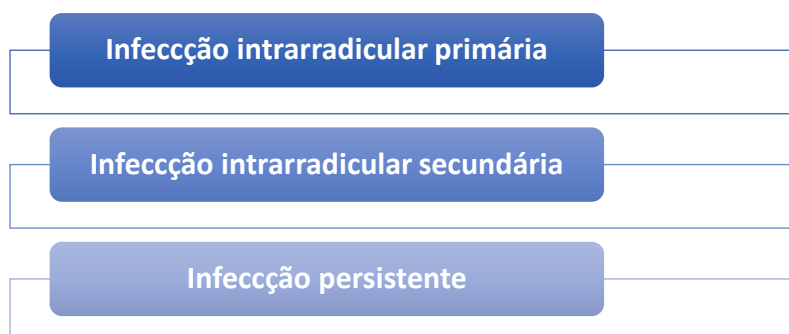 Infeccção intrarradicular primária
Infeccção intrarradicular secundária
Infeccção persistente